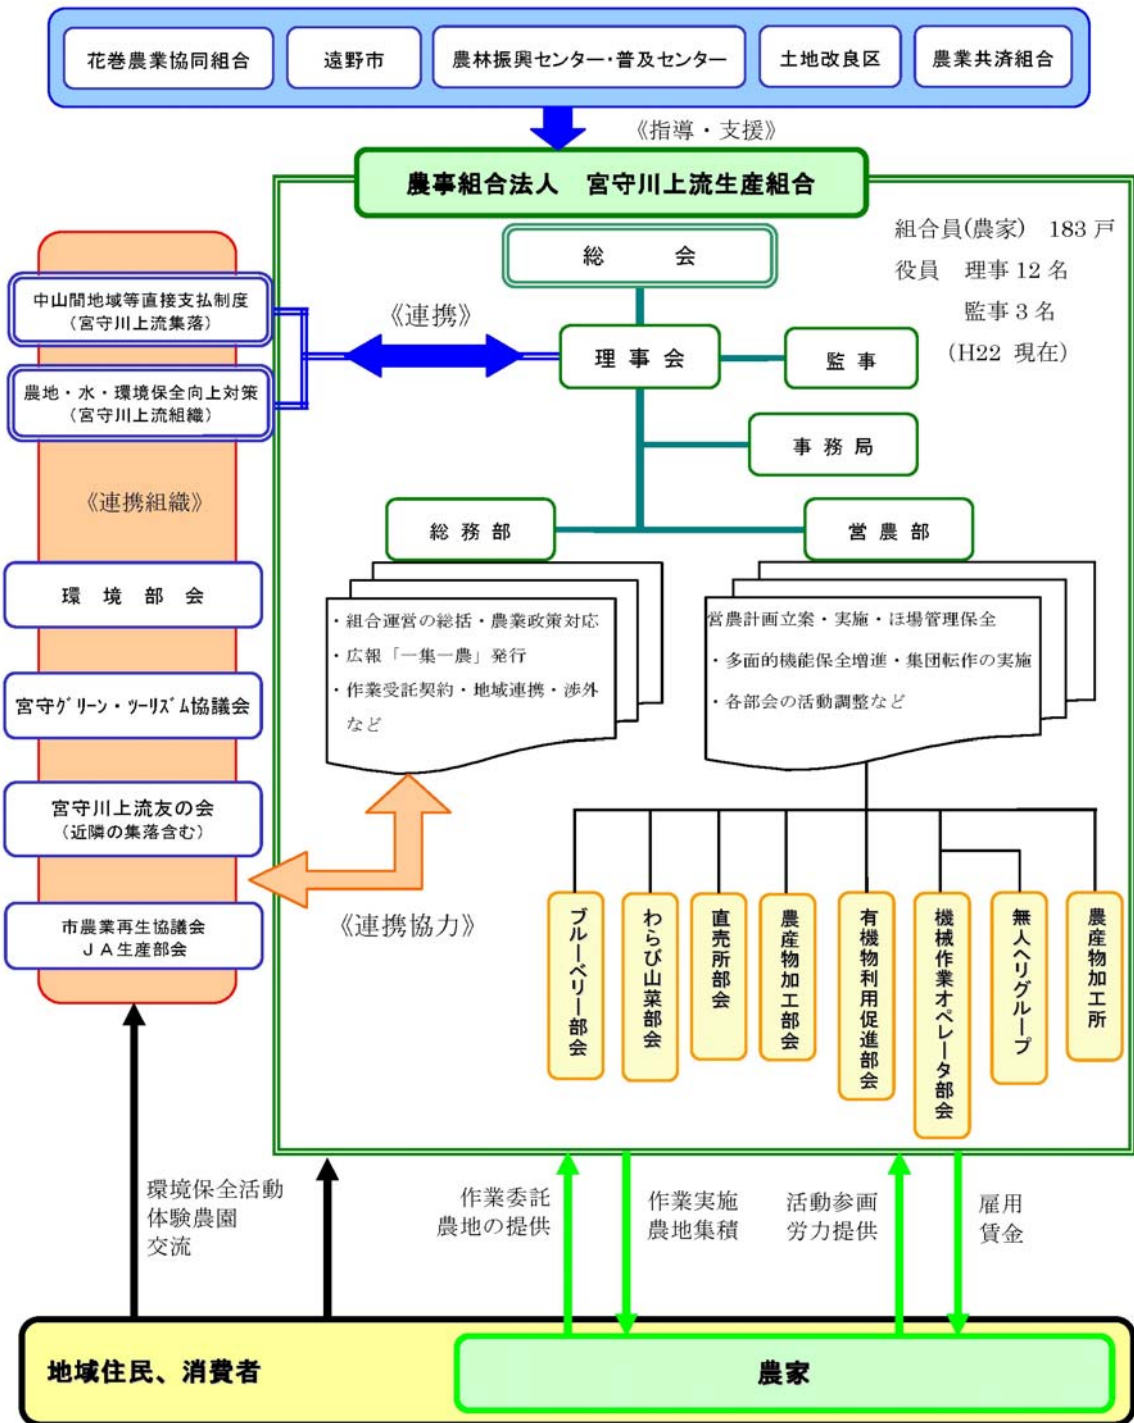 花巻農業協同組合
遠野市
農林振興センター・普及センター
土地改良区
農業共済組合
《指導・支援》
農事組合法人　宮守川上流生産組合
組合員(農家)　183戸
役員　理事12名
監事3名
(H22 現在)
総　会
理事会
監事
事務局
総務部
営農部
《連携》
中山間地域等直接支払制度
(宮守川上流集落)
農地・水・環境保全向上対策
(宮守川上流組織)
《連携組織》
環境部会
宮守ｸﾞﾘｰﾝ・ﾂｰﾘｽﾞﾑ協議会
宮守川上流友の会
(近隣の集落含む)
市農業再生協議会
ＪＡ生産部会
・組合運営の総括・農業政策対応
・広報「一集一農」発行
・作業受託契約・地域連携・渉外
など
営農計画立案・実施・ほ場管理保全
・多面的機能保全増進・集団転作の実施
・各部会の活動調整など
《連携協力》
ブルーベリー部会
わらび山菜部会
直売所部会
農産物加工部会
有機物利用促進部会
機械作業オペレータ部会
無人ヘリグループ
農産物加工所
環境保全活動
体験農園
交流
作業委託
農地の提供
作業実施
農地集積
活動参画
労力提供
雇用
賃金
地域住民、消費者
農家